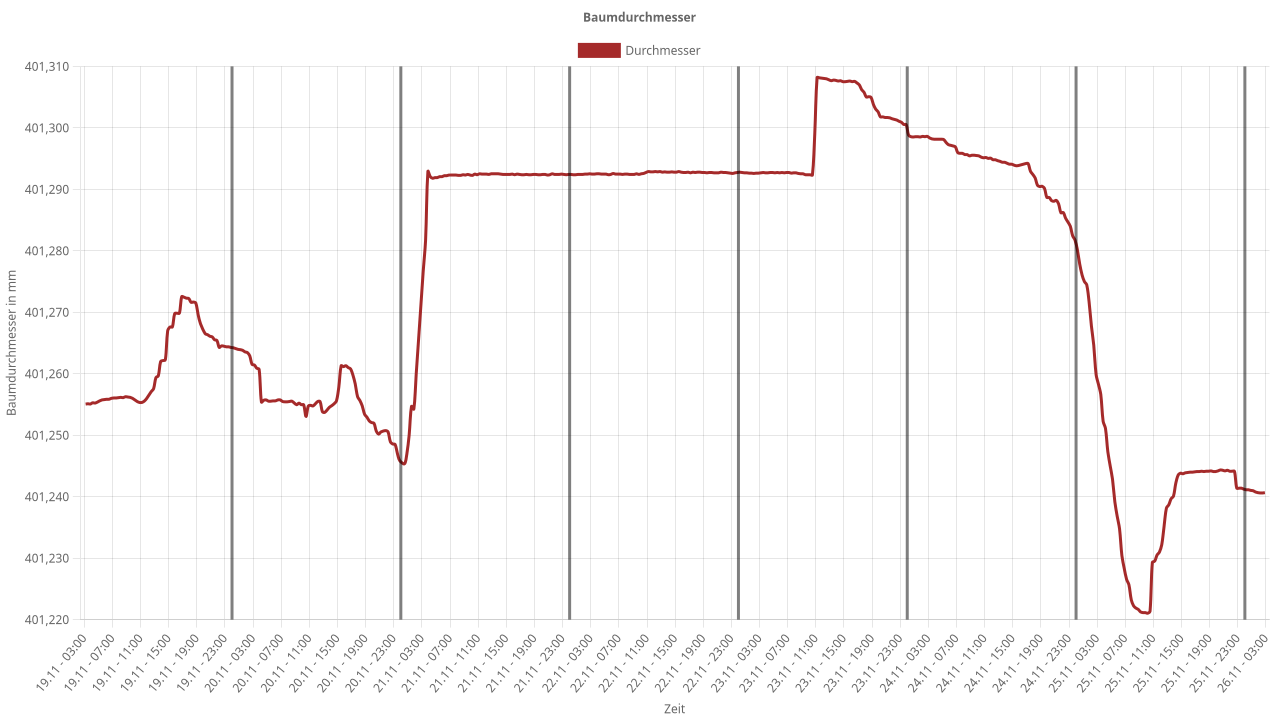 Baumdurchmesser
Durchmesser
Baumdurchmesser in mm
401,310
401,300
401,290
401,280
401,270
401,260
401,250
401,240
401,230
401,220
19.11 - 03:00
19.11 - 07:00
19.11 - 11:00
19.11 - 15:00
19.11 - 19:00
19.11 - 23:00
20.11 - 03:00
20.11 - 07:00
20.11 - 11:00
20.11 - 15:00
20.11 - 19:00
20.11 - 23:00
21.11 - 03:00
21.11 - 07:00
21.11 - 11:00
21.11 - 15:00
21.11 - 19:00
21.11 - 23:00
22.11 - 03:00
22.11 - 07:00
22.11 - 11:00
22.11 - 15:00
22.11 - 19:00
22.11 - 23:00
23.11 - 03:00
23.11 - 07:00
23.11 - 11:00
23.11 - 15:00
23.11 - 19:00
23.11 - 23:00
24.11 - 03:00
24.11 - 07:00
24.11 - 11:00
24.11 - 15:00
24.11 - 19:00
24.11 - 23:00
25.11 - 03:00
25.11 - 07:00
25.11 - 11:00
25.11 - 15:00
25.11 - 19:00
25.11 - 23:00
26.11 - 03:00
Zeit